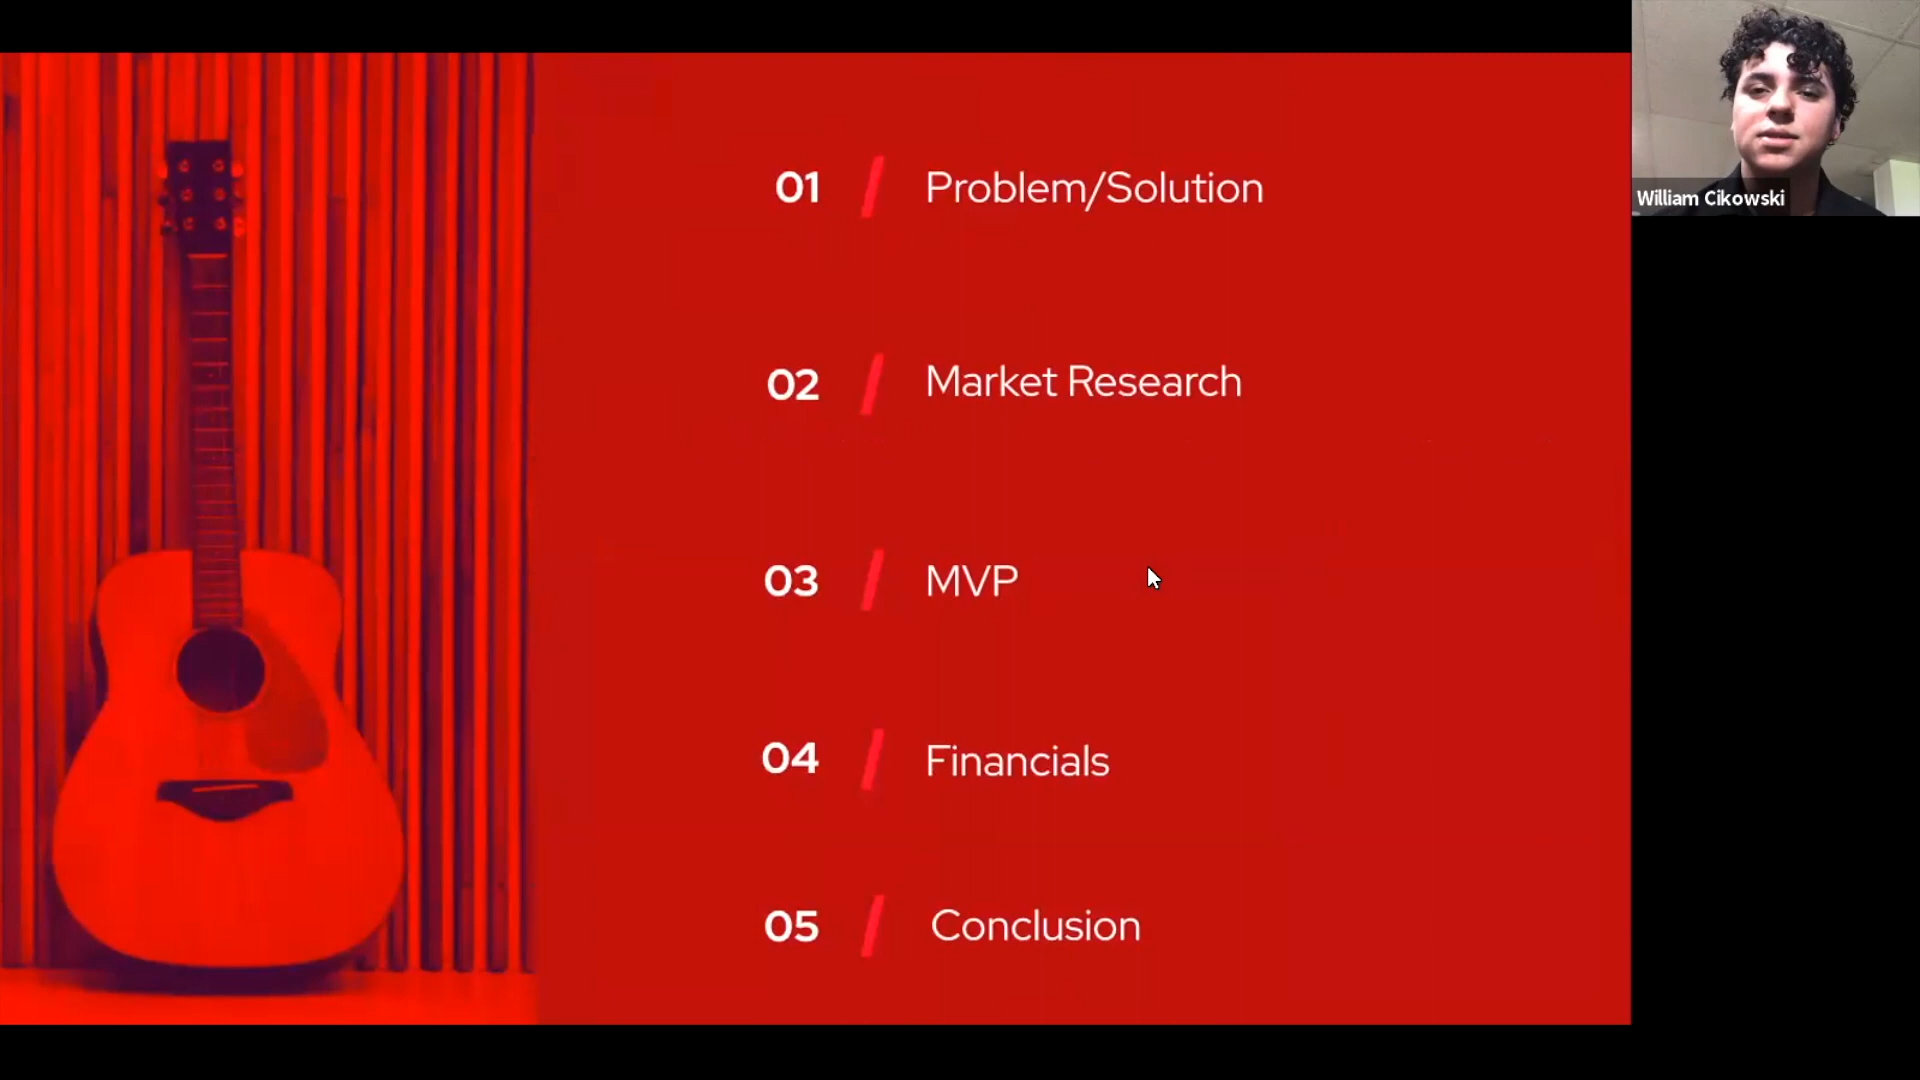 01 / Problem/Solution
William Cikowski
02 / Market Research
03 / MVP
04 / Financials
05 / Conclusion